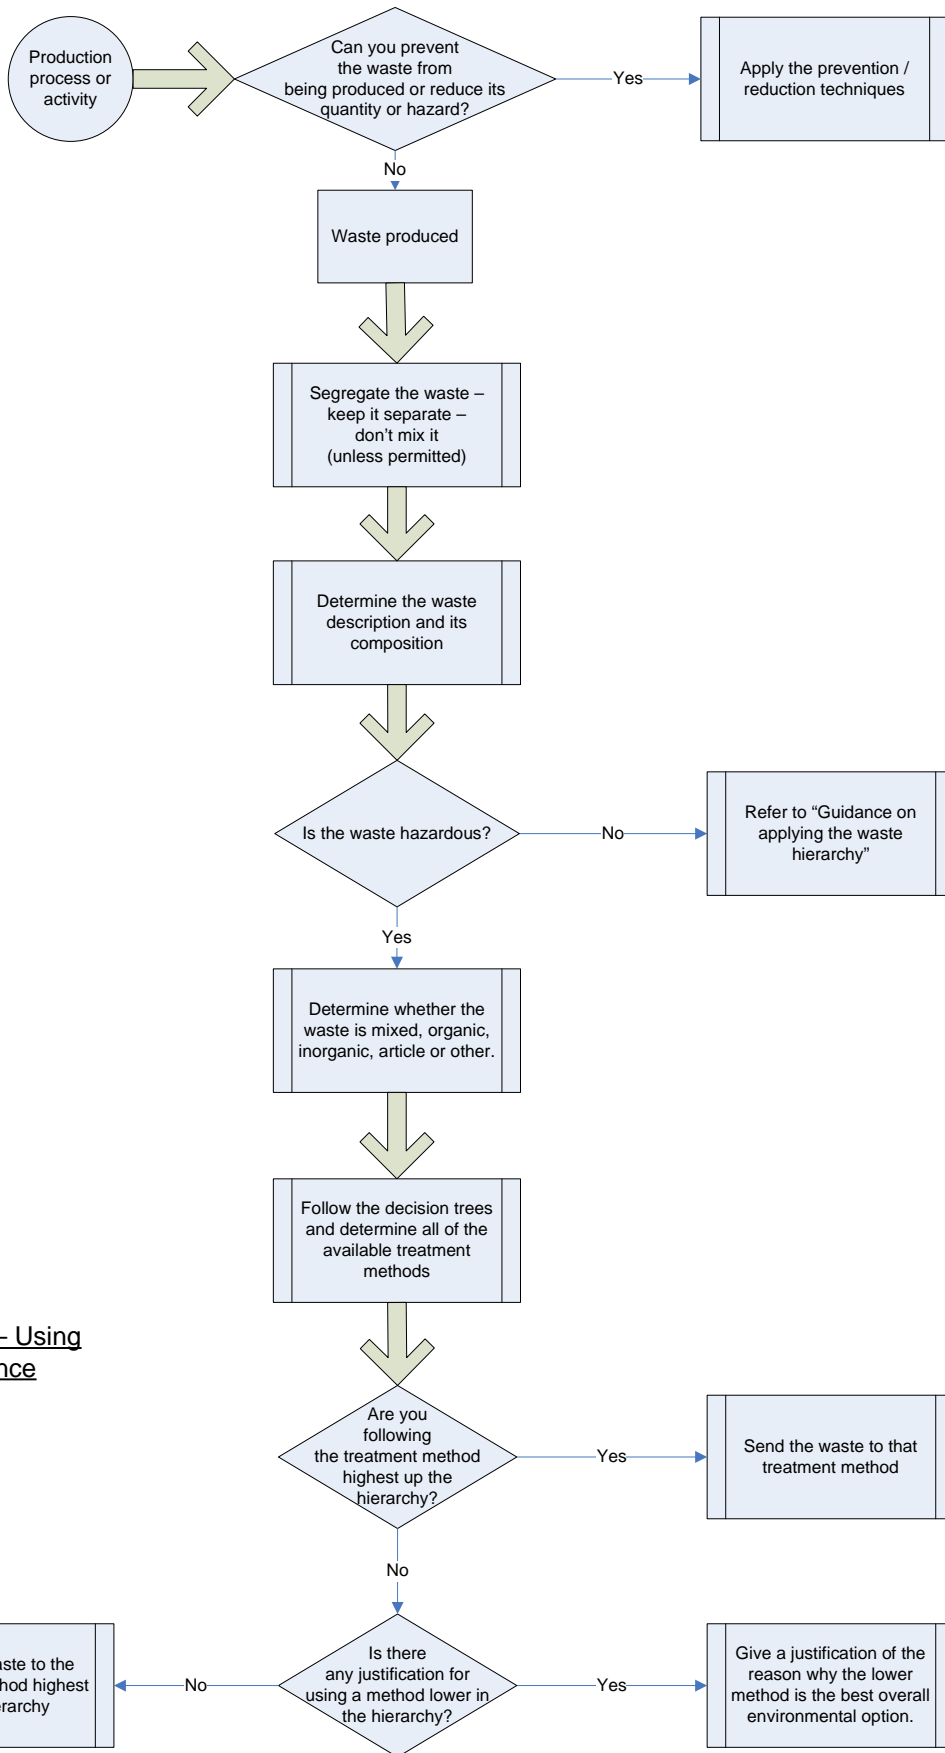 Production
process or
activity
Can you prevent
the waste from
being produced or reduce its
quantity or hazard?
Yes
Apply the prevention /
reduction techniques
No
Waste produced
Segregate the waste –
keep it separate –
don’t mix it
(unless permitted)
Determine the waste
description and its
composition
Is the waste hazardous?
No
Refer to “Guidance on
applying the waste
hierarchy”
Yes
Determine whether the
waste is mixed, organic,
inorganic, article or other.
Follow the decision trees
and determine all of the
available treatment
methods
– Using
Are you
following
the treatment method
highest up the
hierarchy?
Yes
Send the waste to that
treatment method
No
Is there
any justification for
using a method lower in
the hierarchy?
No
to the
highest
Yes
Give a justification of the
reason why the lower
method is the best overall
environmental option.